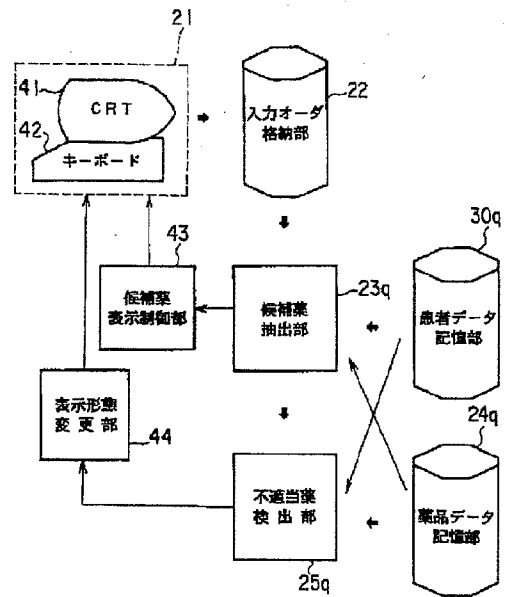 21
41
CRT
42
キーボード
入力オーダ
格納部
22
43
候補薬
表示制御部
候補薬
抽出部
23q
30q
患者データ
記憶部
表示形態
変更部
44
不適当薬
検出部
25q
24q
薬品データ
記憶部